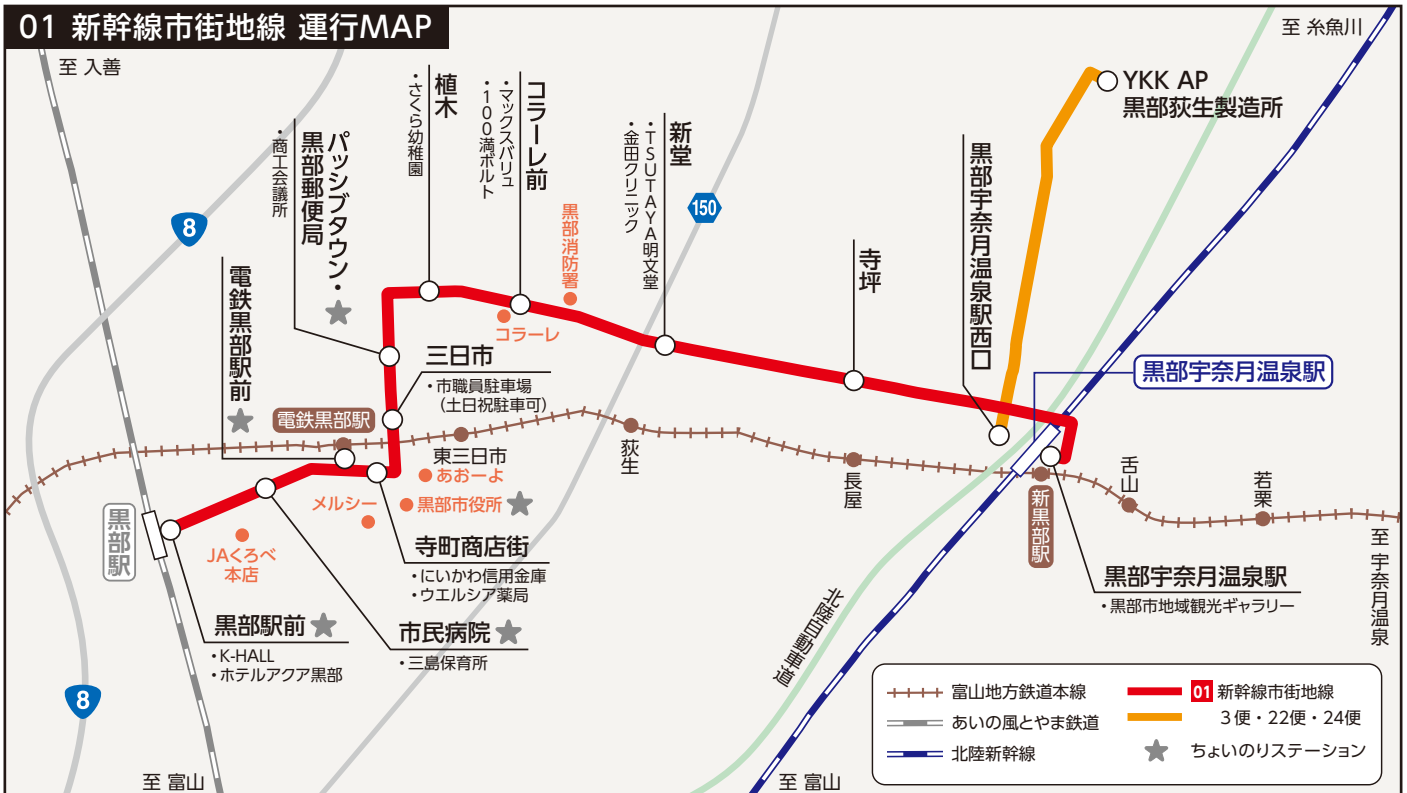 01 新幹線市街地線 運行MAP
至 入善
至 糸魚川
8
電鉄黒部駅前
パッシブタウン・
黒部郵便局
・商工会議所
植木
・さくら幼稚園
コラーレ前
・マックスバリュ
・100満ボルト
黒部消防署
コラーレ
新堂
・TSUTAYA明文堂
・金田クリニック
150
寺坪
黒部宇奈月温泉駅西口
YKK AP
黒部荻生製造所
黒部宇奈月温泉駅
三日市
・市職員駐車場
（土日祝駐車可）
電鉄黒部駅
東三日市
荻生
長屋
新黒部駅
舌山
若栗
至 宇奈月温泉
あおーよ
黒部市役所
メルシー
JAくろべ
本店
黒部駅
寺町商店街
・にいかわ信用金庫
・ウエルシア薬局
黒部宇奈月温泉駅
・黒部市地域観光ギャラリー
黒部駅前
・K-HALL
・ホテルアクア黒部
市民病院
・三島保育所
北陸自動車道
8
至 富山
至 富山
富山地方鉄道本線
あいの風とやま鉄道
北陸新幹線
01 新幹線市街地線
3便・22便・24便
ちょいのりステーション